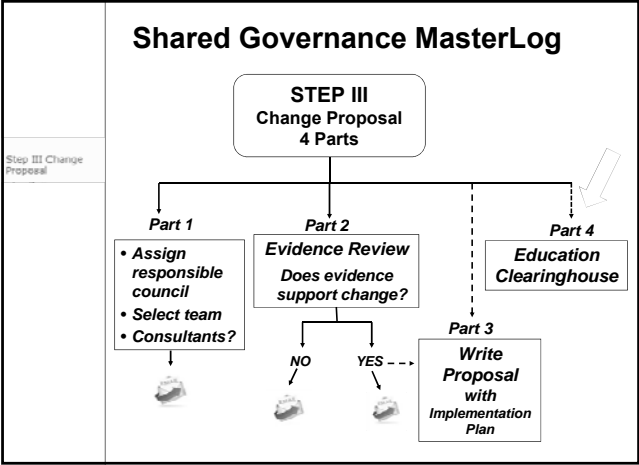 Shared Governance MasterLog
STEP III
Change Proposal
4 Parts
Step III Change
Proposal
Part 1
• Assign
responsible
council
• Select team
• Consultants?
Part 2
Evidence Review
Does evidence
support change?
NO
YES
Part 3
Write
Proposal
with
Implementation
Plan
Part 4
Education
Clearinghouse